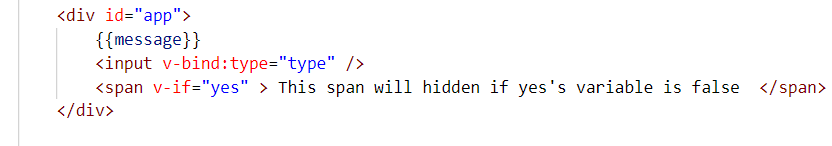 <div id="app">
{{message}}
<input v-bind:type="type" />
<span v-if="yes" > This span will hidden if yes's variable is false  </span>
</div>